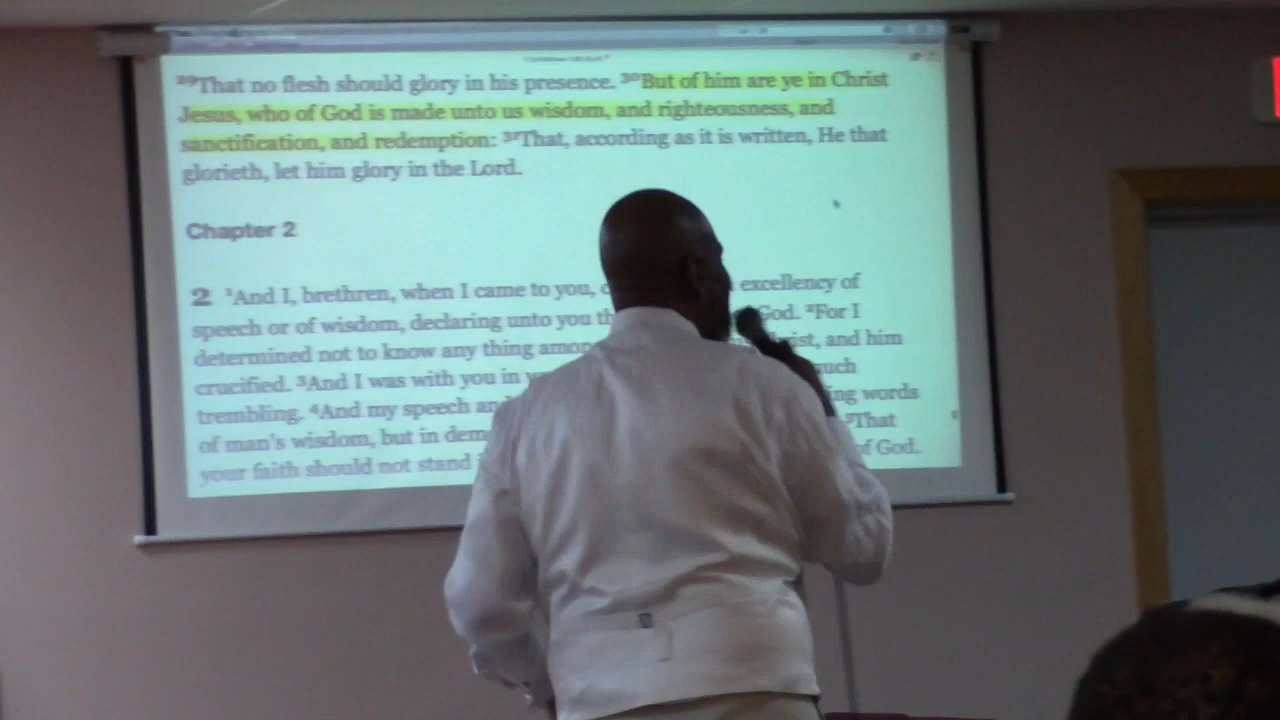 ²⁹That no flesh should glory in his presence. ³⁰But of him are ye in Christ
Jesus, who of God is made unto us wisdom, and righteousness, and
sanctification, and redemption: ³¹That, according as it is written, He that
glorieth, let him glory in the Lord.
Chapter 2
2 ¹And I, brethren, when I came to you, excellency of
speech or of wisdom, declaring unto you God. ²For I
determined not to know any thing and him
crucified. ³And I was with you in
trembling. ⁴And my speech words
of man's wisdom, but in ⁵That
your faith should not stand of God.